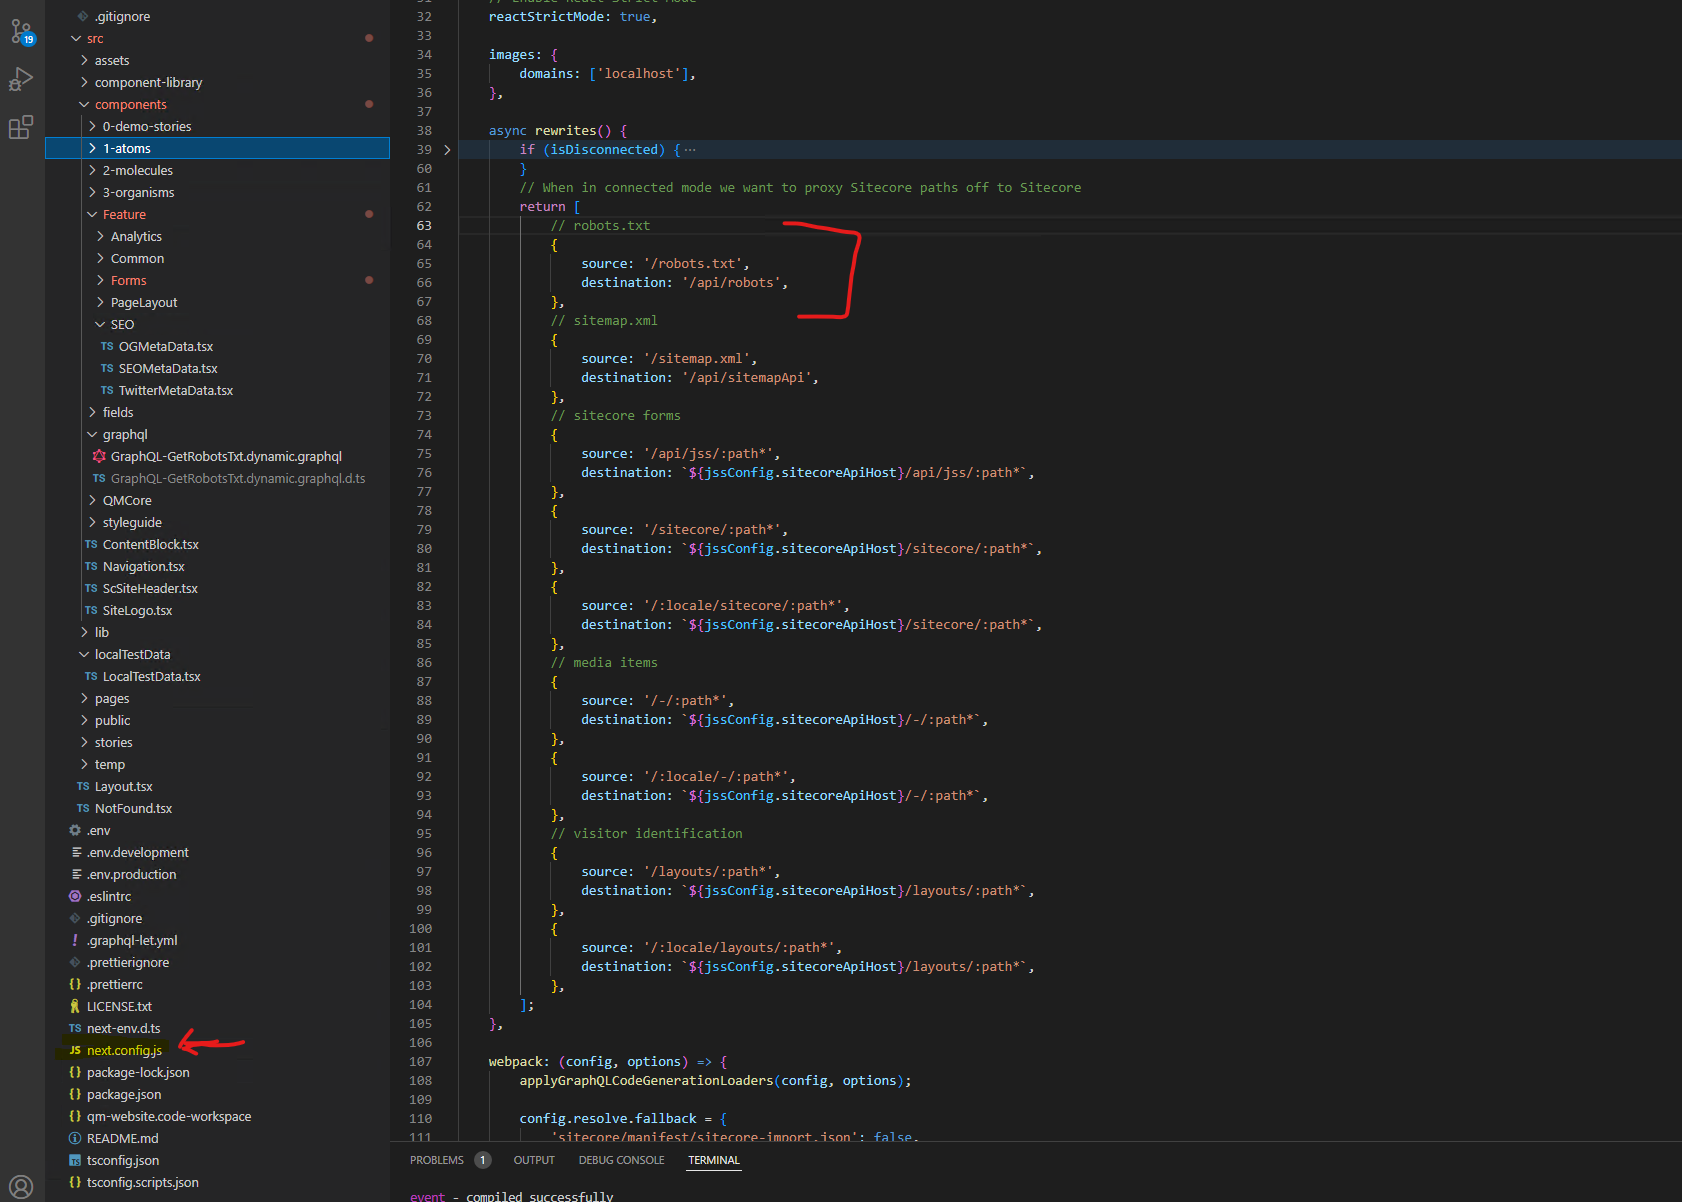 19
.gitignore
src
assets
component-library
components
0-demo-stories
1-atoms
2-molecules
3-organisms
Feature
Analytics
Common
Forms
PageLayout
SEO
TS OGMetaData.tsx
TS SEOMetaData.tsx
TS TwitterMetaData.tsx
fields
graphql
GraphQL-GetRobotsTxt.dynamic.graphql
TS GraphQL-GetRobotsTxt.dynamic.graphql.d.ts
QMCore
styleguide
TS ContentBlock.tsx
TS Navigation.tsx
TS ScSiteHeader.tsx
TS SiteLogo.tsx
lib
localTestData
TS LocalTestData.tsx
pages
public
stories
temp
TS Layout.tsx
TS NotFound.tsx
.env
.env.development
.env.production
.eslintrc
.gitignore
! .graphql-let.yml
.prettierignore
{} .prettierrc
LICENSE.txt
TS next-env.d.ts
JS next.config.js
{} package-lock.json
{} package.json
{} qm-website.code-workspace
README.md
TS tsconfig.json
{} tsconfig.scripts.json
31 // Enable React Strict Mode
32 reactStrictMode: true,
33
34 images: {
35 domains: ['localhost'],
36 },
37
38 async rewrites() {
39 if (isDisconnected) { ···
60 }
61 // When in connected mode we want to proxy Sitecore paths off to Sitecore
62 return [
63 // robots.txt
64 {
65 source: '/robots.txt',
66 destination: '/api/robots',
67 },
68 // sitemap.xml
69 {
70 source: '/sitemap.xml',
71 destination: '/api/sitemapApi',
72 },
73 // sitecore forms
74 {
75 source: '/api/jss/:path*',
76 destination: `${jssConfig.sitecoreApiHost}/api/jss/:path*`,
77 },
78 {
79 source: '/sitecore/:path*',
80 destination: `${jssConfig.sitecoreApiHost}/sitecore/:path*`,
81 },
82 {
83 source: '/:locale/sitecore/:path*',
84 destination: `${jssConfig.sitecoreApiHost}/sitecore/:path*`,
85 },
86 // media items
87 {
88 source: '/-/:path*',
89 destination: `${jssConfig.sitecoreApiHost}/-/:path*`,
90 },
91 {
92 source: '/:locale/-/:path*',
93 destination: `${jssConfig.sitecoreApiHost}/-/:path*`,
94 },
95 // visitor identification
96 {
97 source: '/layouts/:path*',
98 destination: `${jssConfig.sitecoreApiHost}/layouts/:path*`,
99 },
100 {
101 source: '/:locale/layouts/:path*',
102 destination: `${jssConfig.sitecoreApiHost}/layouts/:path*`,
103 },
104 ];
105 },
106
107 webpack: (config, options) => {
108 applyGraphQLCodeGenerationLoaders(config, options);
109
110 config.resolve.fallback = {
111 'sitecore/manifest/sitecore-import.json': false,
PROBLEMS 1 OUTPUT DEBUG CONSOLE TERMINAL
event - compiled successfully